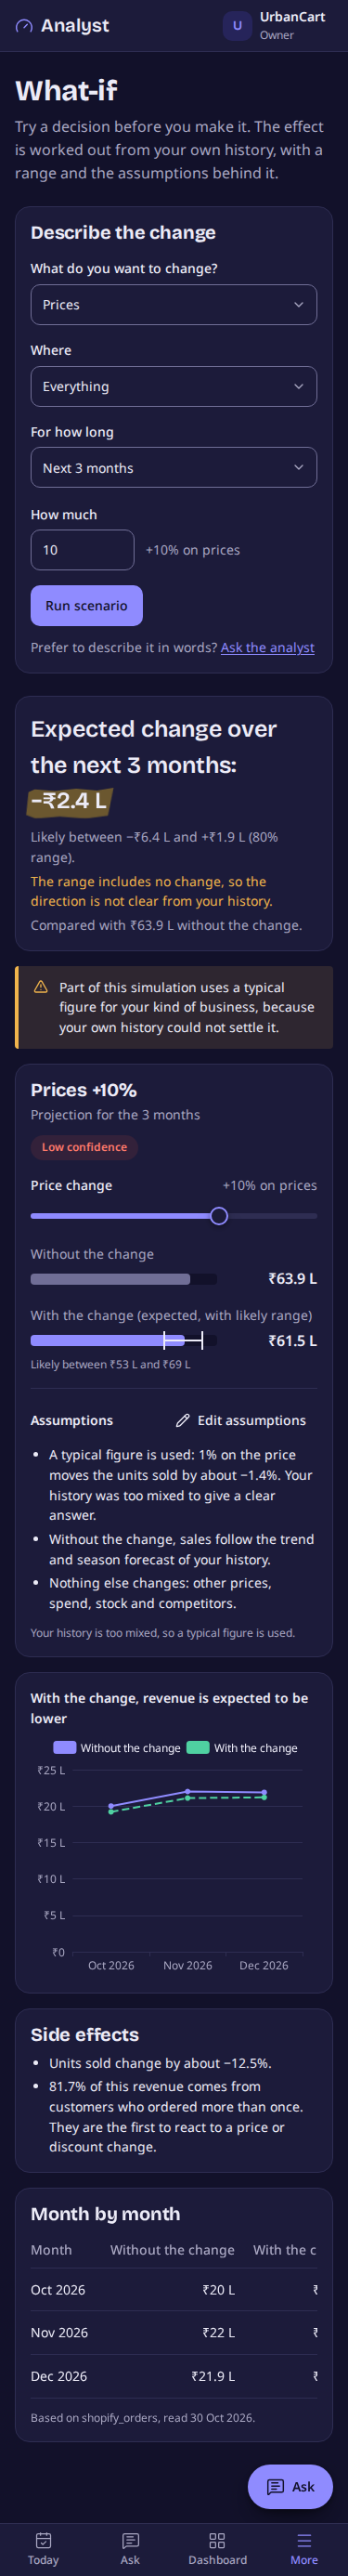 Analyst
U
UrbanCart
Owner
What-if
Try a decision before you make it. The effect
is worked out from your own history, with a
range and the assumptions behind it.
Describe the change
What do you want to change?
Prices
Where
Everything
For how long
Next 3 months
How much
10
+10% on prices
Run scenario
Prefer to describe it in words? Ask the analyst
Expected change over
the next 3 months:
−₹2.4 L
Likely between −₹6.4 L and +₹1.9 L (80%
range).
The range includes no change, so the
direction is not clear from your history.
Compared with ₹63.9 L without the change.
Part of this simulation uses a typical
figure for your kind of business, because
your own history could not settle it.
Prices +10%
Projection for the 3 months
Low confidence
Price change
+10% on prices
Without the change
₹63.9 L
With the change (expected, with likely range)
₹61.5 L
Likely between ₹53 L and ₹69 L
Assumptions
Edit assumptions
• A typical figure is used: 1% on the price
moves the units sold by about −1.4%. Your
history was too mixed to give a clear
answer.
• Without the change, sales follow the trend
and season forecast of your history.
• Nothing else changes: other prices,
spend, stock and competitors.
Your history is too mixed, so a typical figure is used.
With the change, revenue is expected to be
lower
Without the change With the change
₹25 L
₹20 L
₹15 L
₹10 L
₹5 L
₹0
Oct 2026 Nov 2026 Dec 2026
Side effects
• Units sold change by about −12.5%.
• 81.7% of this revenue comes from
customers who ordered more than once.
They are the first to react to a price or
discount change.
Month by month
Month Without the change With the c
Oct 2026 ₹20 L ₹
Nov 2026 ₹22 L ₹
Dec 2026 ₹21.9 L ₹
Based on shopify_orders, read 30 Oct 2026.
Ask
Today Ask Dashboard More